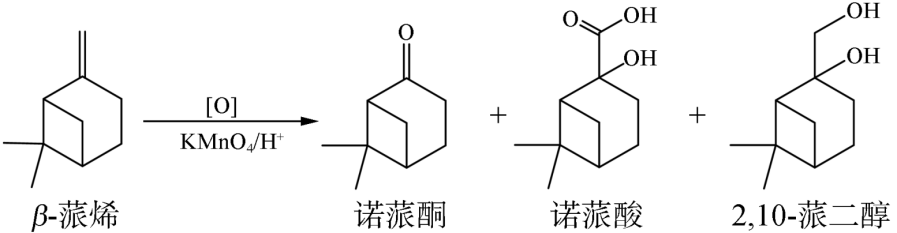 [O]
KMnO₄/H⁺
O
+
O OH
OH
+
OH
OH
β-蒎烯
诺蒎酮
诺蒎酸
2,10-蒎二醇